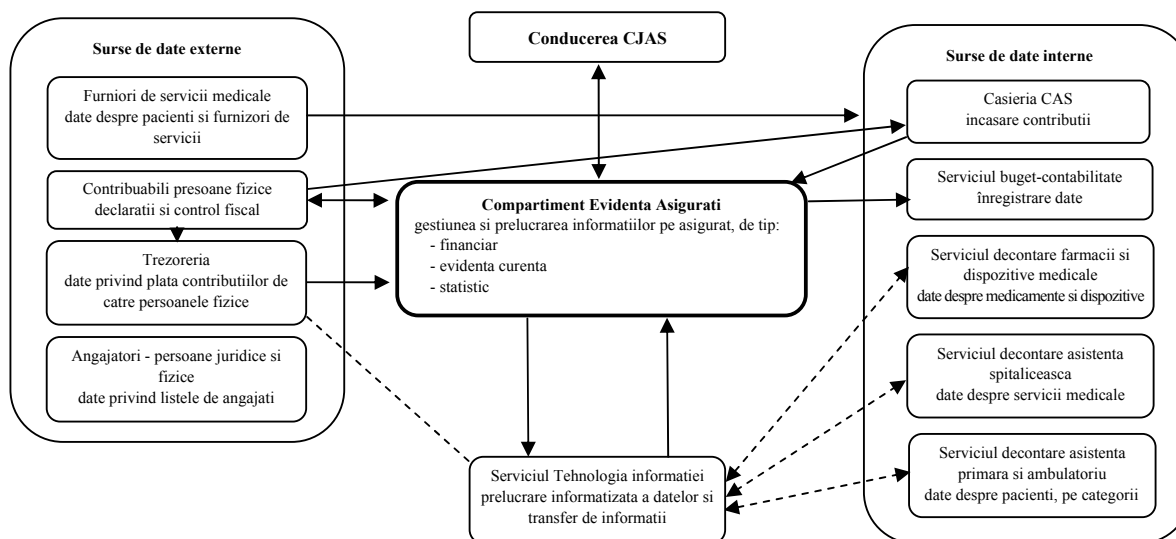 Surse de date externe
Furniori de servicii medicale
date despre pacienti si furnizori de
servicii
Contribuabili presoane fizice
declaratii si control fiscal
Trezoreria
date privind plata contributiilor de
catre persoanele fizice
Angajatori - persoane juridice si
fizice
date privind listele de angajati
Conducerea CJAS
Compartiment Evidenta Asigurati
gestiunea si prelucrarea informatiilor pe asigurat, de tip:
- financiar
- evidenta curenta
- statistic
Serviciul Tehnologia informatiei
prelucrare informatizata a datelor si
transfer de informatii
Surse de date interne
Casieria CAS
incasare contributii
Serviciul buget-contabilitate
înregistrare date
Serviciul decontare farmacii si
dispozitive medicale
date despre medicamente si dispozitive
Serviciul decontare asistenta
spitaliceasca
date despre servicii medicale
Serviciul decontare asistenta
primara si ambulatoriu
date despre pacienti, pe categorii